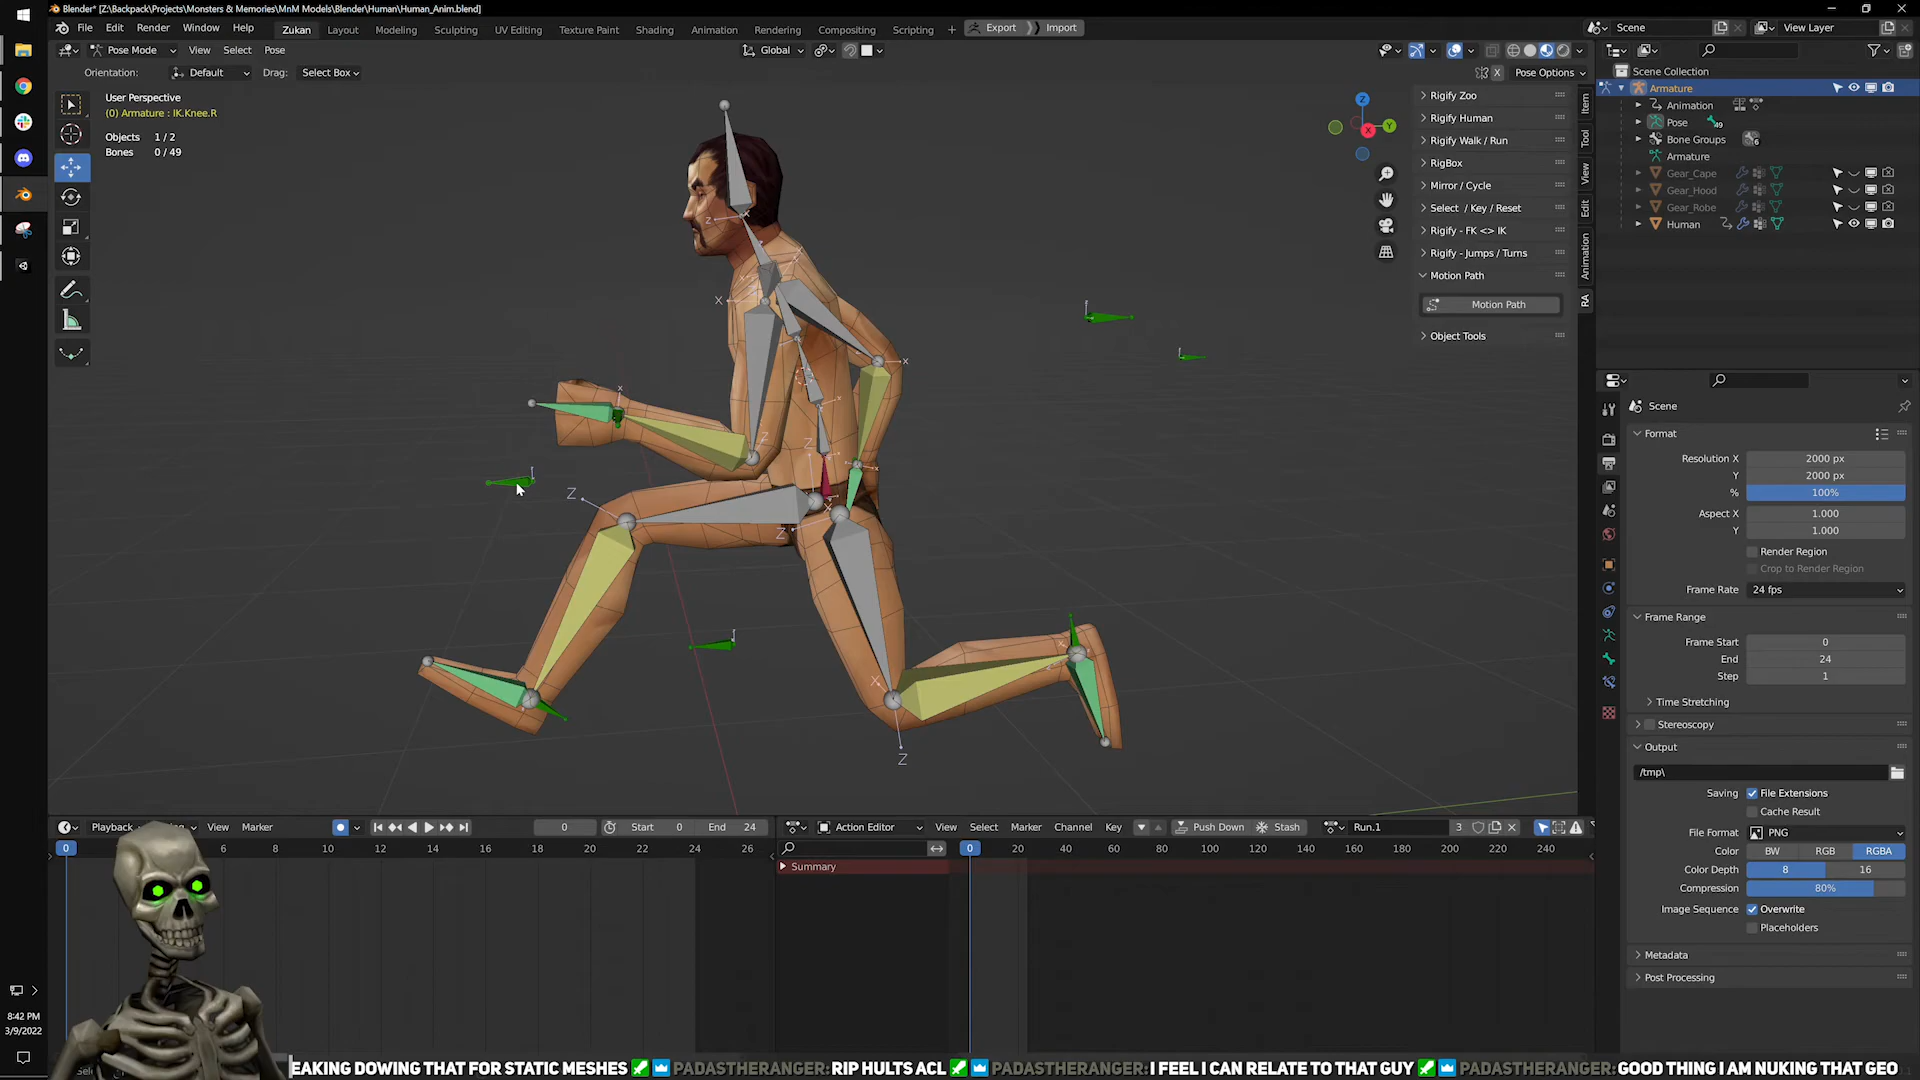 Blender* [Z:\Backpack\Projects\Monsters & Memories\MnM Models\Blender\Human\Human_Anim.blend]
File Edit Render Window Help Zukan Layout Modeling Sculpting UV Editing Texture Paint Shading Animation Rendering Compositing Scripting + Export Import Scene View Layer
Pose Mode View Select Pose Global
Orientation: Default Drag: Select Box X Pose Options
User Perspective
(0) Armature : IK.Knee.R
Objects 1 / 2
Bones 0 / 49
Rigify Zoo
Rigify Human
Rigify Walk / Run
RigBox
Mirror / Cycle
Select / Key / Reset
Rigify - FK <> IK
Rigify - Jumps / Turns
Motion Path
Motion Path
Object Tools
Item
Tool
View
Edit
Animation
RA
Z
Y
X
Scene Collection
Armature
Animation
Pose 49
Bone Groups 6
Armature
Gear_Cape
Gear_Hood
Gear_Robe
Human
Scene
Format
Resolution X 2000 px
Y 2000 px
% 100%
Aspect X 1.000
Y 1.000
Render Region
Crop to Render Region
Frame Rate 24 fps
Frame Range
Frame Start 0
End 24
Step 1
Time Stretching
Stereoscopy
Output
/tmp\
Saving File Extensions
Cache Result
File Format PNG
Color BW RGB RGBA
Color Depth 8 16
Compression 80%
Image Sequence Overwrite
Placeholders
Metadata
Post Processing
Playback View Marker 0 Start 0 End 24
0 6 8 10 12 14 16 18 20 22 24 26
Action Editor View Select Marker Channel Key Push Down Stash Run.1 3
0 20 40 60 80 100 120 140 160 180 200 220 240
Summary
8:42 PM
3/9/2022
EAKING DOWING THAT FOR STATIC MESHES PADASTHERANGER: RIP HULTS ACL PADASTHERANGER: I FEEL I CAN RELATE TO THAT GUY PADASTHERANGER: GOOD THING I AM NUKING THAT GEO